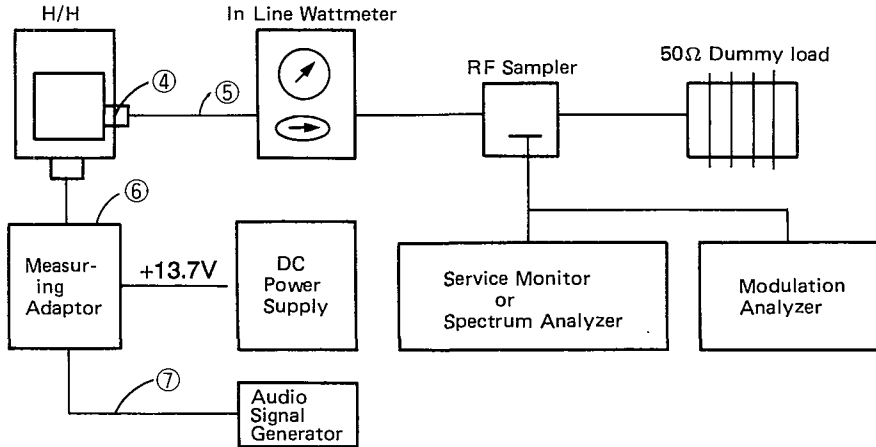 H/H
In Line Wattmeter
RF Sampler
50Ω Dummy load
④
⑤
⑥
Measur-
ing
Adaptor
+13.7V
DC
Power
Supply
Service Monitor
or
Spectrum Analyzer
Modulation
Analyzer
⑦
Audio
Signal
Generator